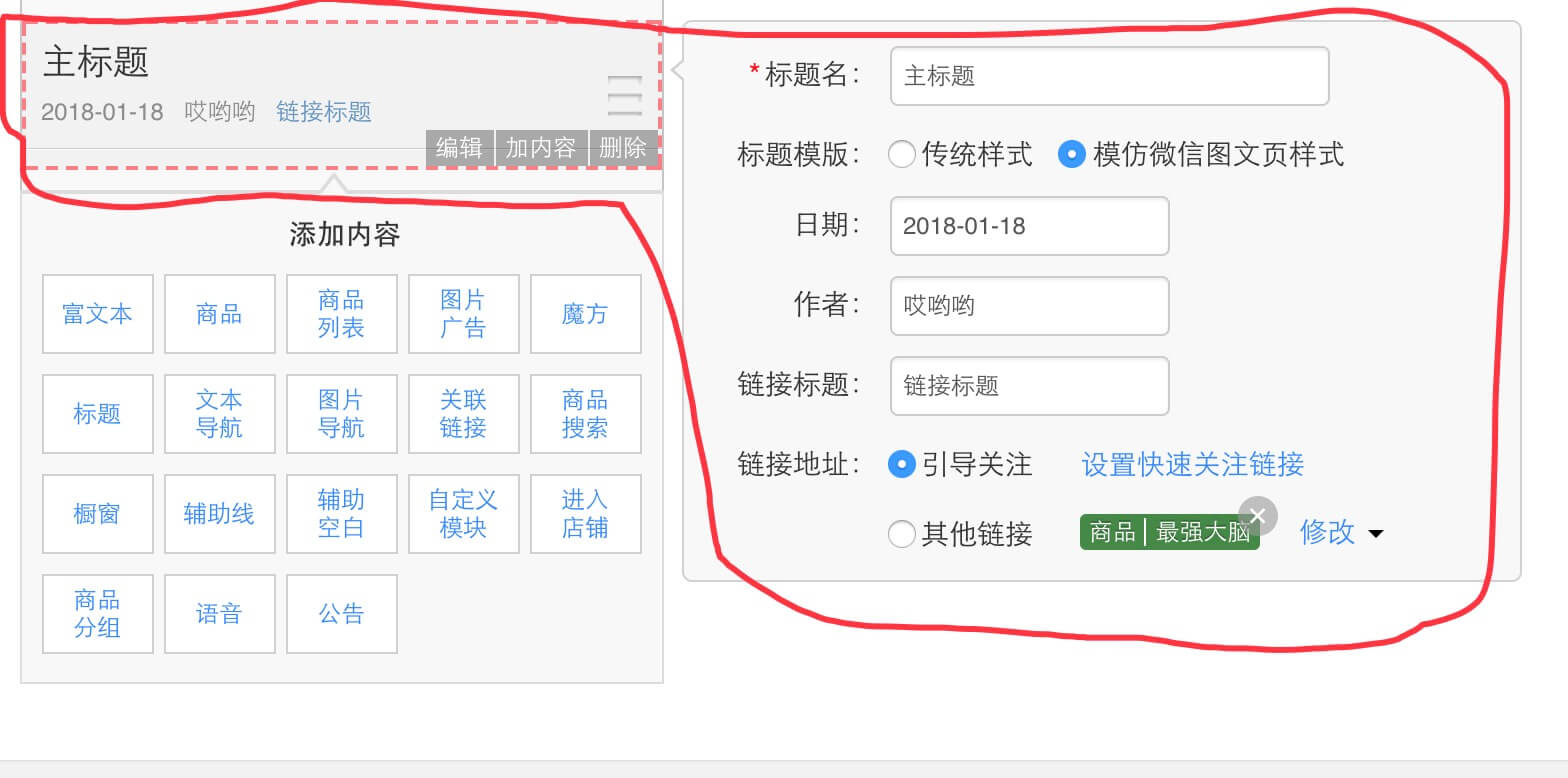 主标题
2018-01-18 哎哟哟 链接标题
编辑 加内容 删除
添加内容
富文本 商品 商品列表 图片广告 魔方
标题 文本导航 图片导航 关联链接 商品搜索
橱窗 辅助线 辅助空白 自定义模块 进入店铺
商品分组 语音 公告
*标题名： 主标题
标题模版： 传统样式 模仿微信图文页样式
日期： 2018-01-18
作者： 哎哟哟
链接标题： 链接标题
链接地址： 引导关注 设置快速关注链接
其他链接 商品 | 最强大脑 修改